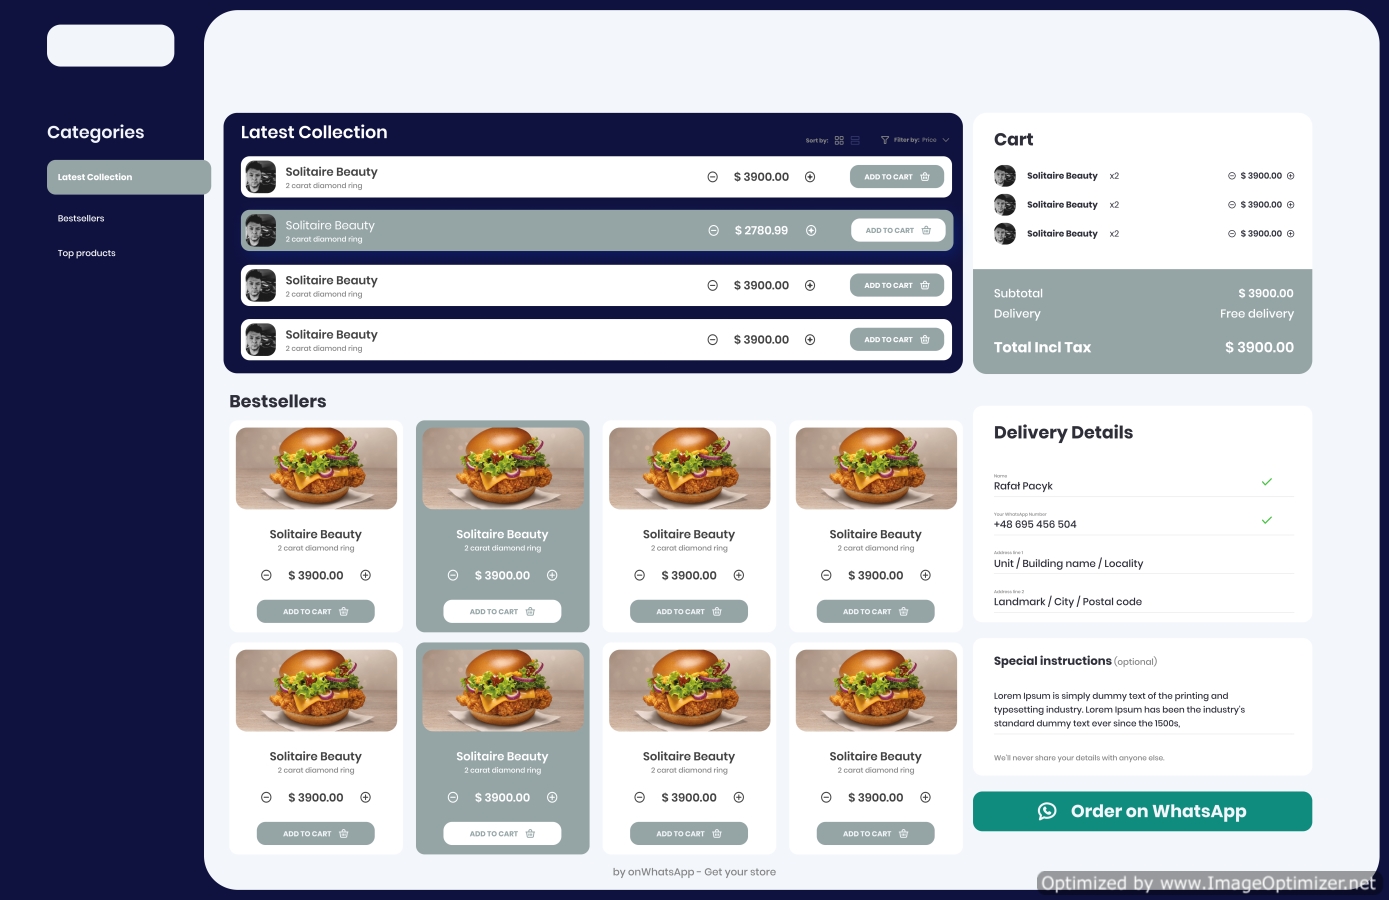 Categories
Latest Collection
Bestsellers
Top products
Latest Collection
Sort by:
Filter by: Price
Solitaire Beauty
2 carat diamond ring
$ 3900.00
ADD TO CART
Solitaire Beauty
2 carat diamond ring
$ 2780.99
ADD TO CART
Solitaire Beauty
2 carat diamond ring
$ 3900.00
ADD TO CART
Solitaire Beauty
2 carat diamond ring
$ 3900.00
ADD TO CART
Cart
Solitaire Beauty x2 $ 3900.00
Solitaire Beauty x2 $ 3900.00
Solitaire Beauty x2 $ 3900.00
Subtotal $ 3900.00
Delivery Free delivery
Total Incl Tax $ 3900.00
Bestsellers
Solitaire Beauty
2 carat diamond ring
$ 3900.00
ADD TO CART
Solitaire Beauty
2 carat diamond ring
$ 3900.00
ADD TO CART
Solitaire Beauty
2 carat diamond ring
$ 3900.00
ADD TO CART
Solitaire Beauty
2 carat diamond ring
$ 3900.00
ADD TO CART
Solitaire Beauty
2 carat diamond ring
$ 3900.00
ADD TO CART
Solitaire Beauty
2 carat diamond ring
$ 3900.00
ADD TO CART
Solitaire Beauty
2 carat diamond ring
$ 3900.00
ADD TO CART
Solitaire Beauty
2 carat diamond ring
$ 3900.00
ADD TO CART
Delivery Details
Name
Rafał Pacyk
Your WhatsApp Number
+48 695 456 504
Address line 1
Unit / Building name / Locality
Address line 2
Landmark / City / Postal code
Special instructions (optional)
Lorem Ipsum is simply dummy text of the printing and
typesetting industry. Lorem Ipsum has been the industry's
standard dummy text ever since the 1500s,
We'll never share your details with anyone else.
Order on WhatsApp
by onWhatsApp - Get your store
Optimized by www.ImageOptimizer.net